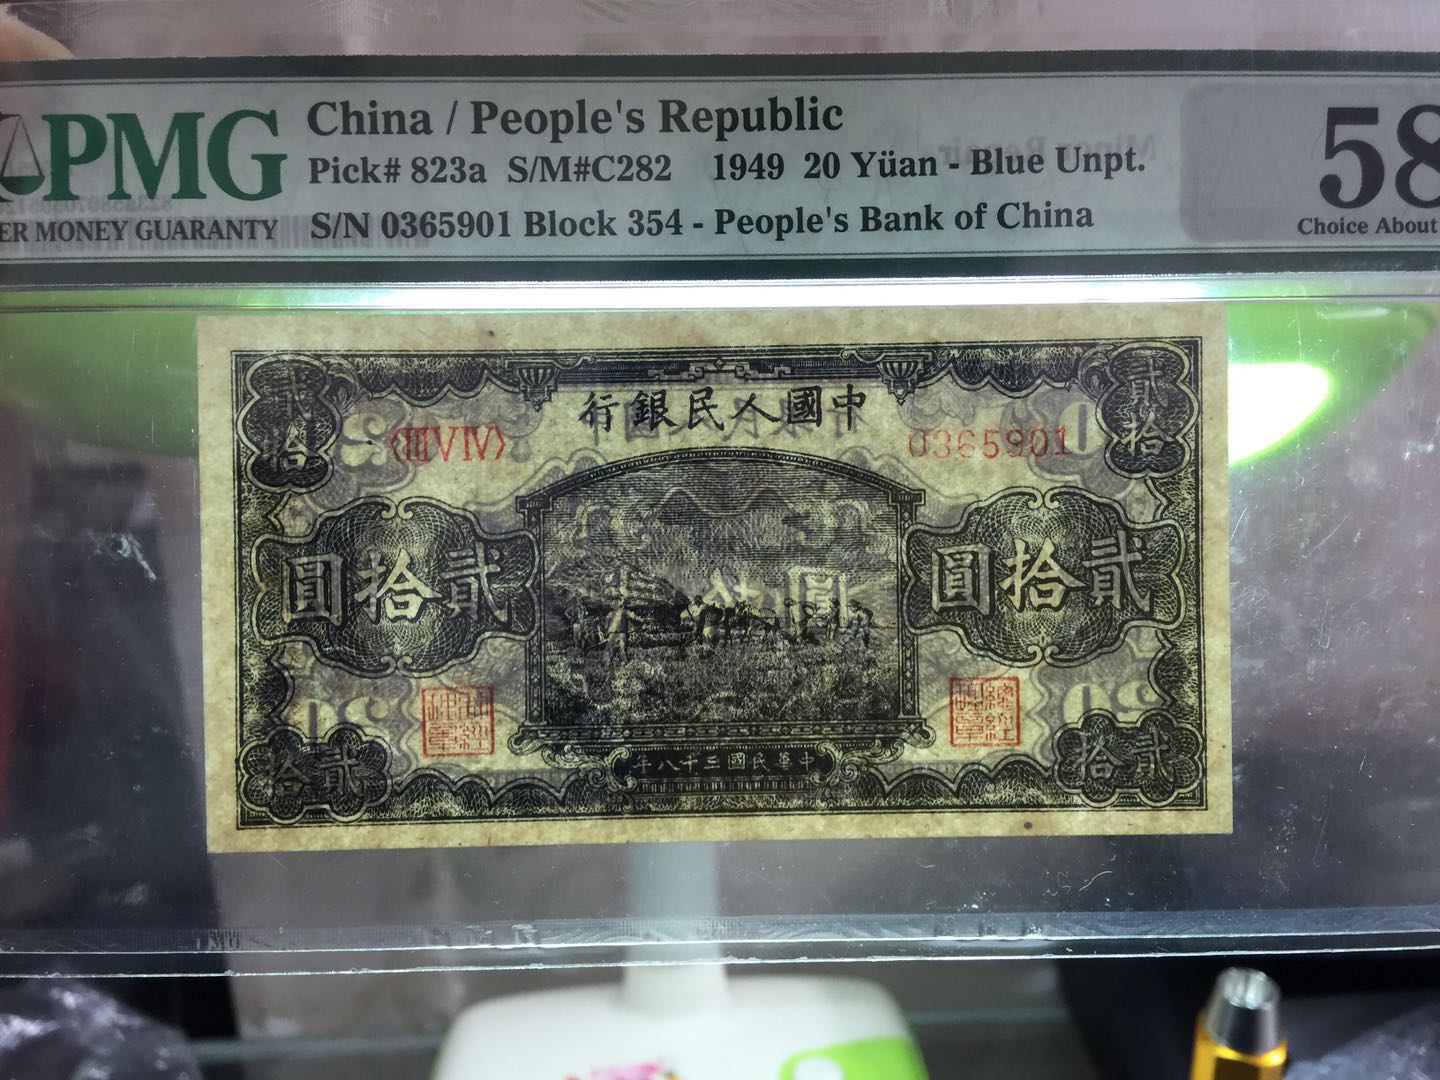 PMG
ER MONEY GUARANTY
China / People's Republic
Pick# 823a S/M#C282 1949 20 Yüan - Blue Unpt.
S/N 0365901 Block 354 - People's Bank of China
58
Choice About
行銀民人國中
貳拾
貳拾
〈ⅢⅤⅣ〉
0365901
圓拾貳
圓拾貳
拾貳
拾貳
年八十三國民華中